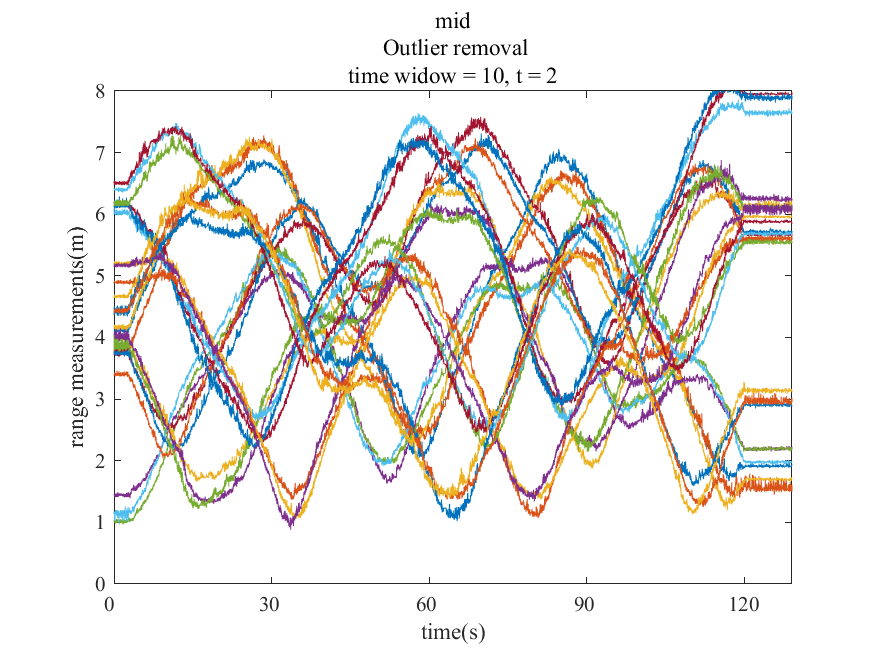 mid
Outlier removal
time widow = 10, t = 2
8
7
6
5
4
3
2
1
0
range measurements(m)
0 30 60 90 120
time(s)